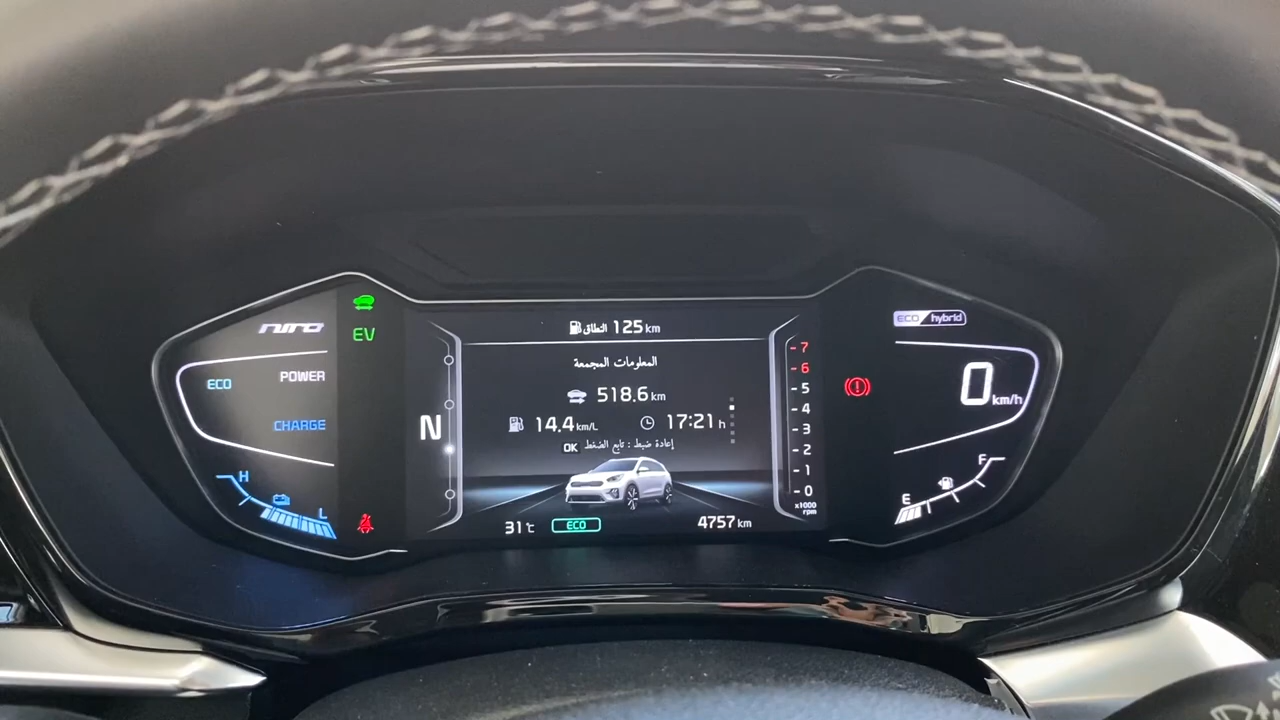 niro
ECO
POWER
CHARGE
H
L
EV
N
النطاق 125 km
المعلومات المجمعة
518.6 km
14.4 km/L
17:21 h
إعادة ضبط : تابع الضغط OK
31 °c
ECO
4757 km
7
6
5
4
3
2
1
0
x1000
rpm
ECO hybrid
0 km/h
F
E